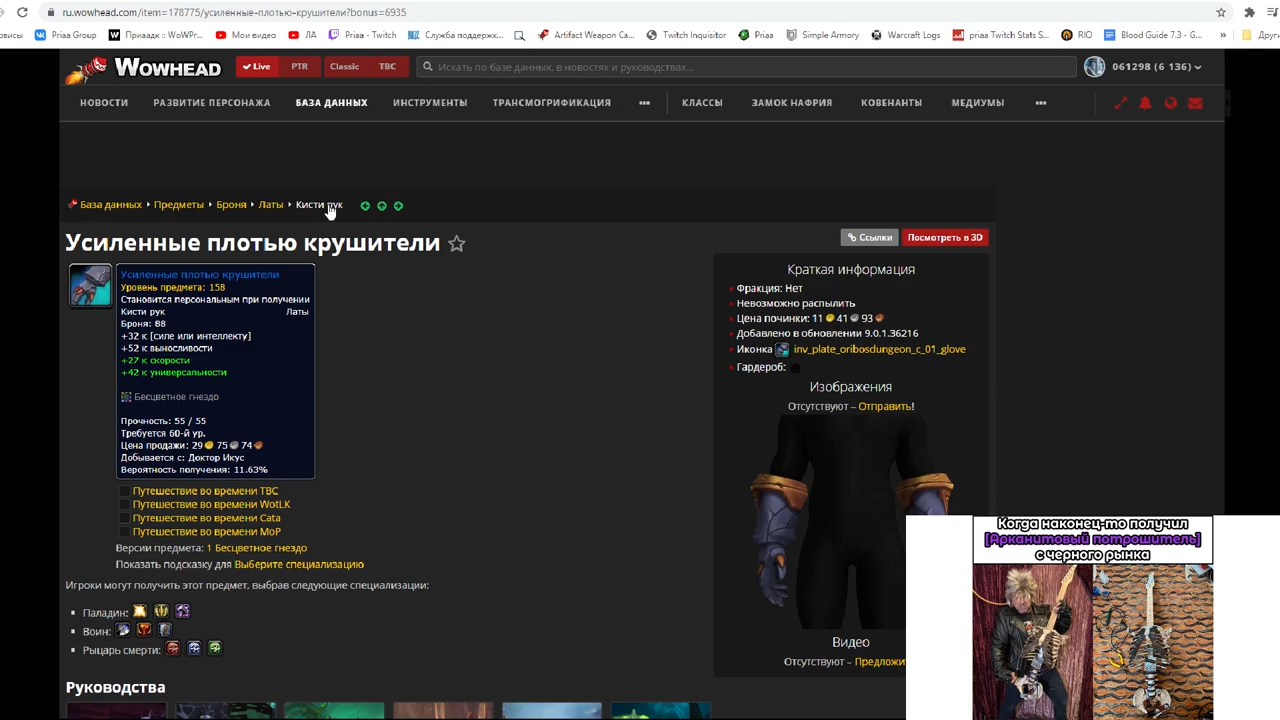 ru.wowhead.com/item=178775/усиленные-плотью-крушители?bonus=6935
рвисы
Priaa Group
Приаадк :: WoWPr...
Мои видео
ЛА
Priaa - Twitch
Служба поддержк...
Artifact Weapon Ca...
Twitch Inquisitor
Priaa
Simple Armory
Warcraft Logs
priaa Twitch Stats S...
RIO
Blood Guide 7.3 - G...
»
Други
WOWHEAD
Live
PTR
Classic
TBC
Искать по базе данных, в новостях и руководствах...
061298 (6 136)
НОВОСТИ
РАЗВИТИЕ ПЕРСОНАЖА
БАЗА ДАННЫХ
ИНСТРУМЕНТЫ
ТРАНСМОГРИФИКАЦИЯ
•••
КЛАССЫ
ЗАМОК НАФРИЯ
КОВЕНАНТЫ
МЕДИУМЫ
•••
База данных
Предметы
Броня
Латы
Кисти рук
Усиленные плотью крушители
Ссылки
Посмотреть в 3D
Усиленные плотью крушители
Уровень предмета: 158
Становится персональным при получении
Кисти рук Латы
Броня: 88
+32 к [силе или интеллекту]
+52 к выносливости
+27 к скорости
+42 к универсальности
Бесцветное гнездо
Прочность: 55 / 55
Требуется 60-й ур.
Цена продажи: 29 75 74
Добывается с: Доктор Икус
Вероятность получения: 11.63%
Путешествие во времени TBC
Путешествие во времени WotLK
Путешествие во времени Cata
Путешествие во времени MoP
Версии предмета: 1 Бесцветное гнездо
Показать подсказку для Выберите специализацию
Игроки могут получить этот предмет, выбрав следующие специализации:
Паладин:
Воин:
Рыцарь смерти:
Руководства
Краткая информация
Фракция: Нет
Невозможно распылить
Цена починки: 11 41 93
Добавлено в обновлении 9.0.1.36216
Иконка inv_plate_oribosdungeon_c_01_glove
Гардероб:
Изображения
Отсутствуют – Отправить!
Видео
Отсутствуют – Предложи
Когда наконец-то получил
[Арканитовый потрошитель]
с черного рынка